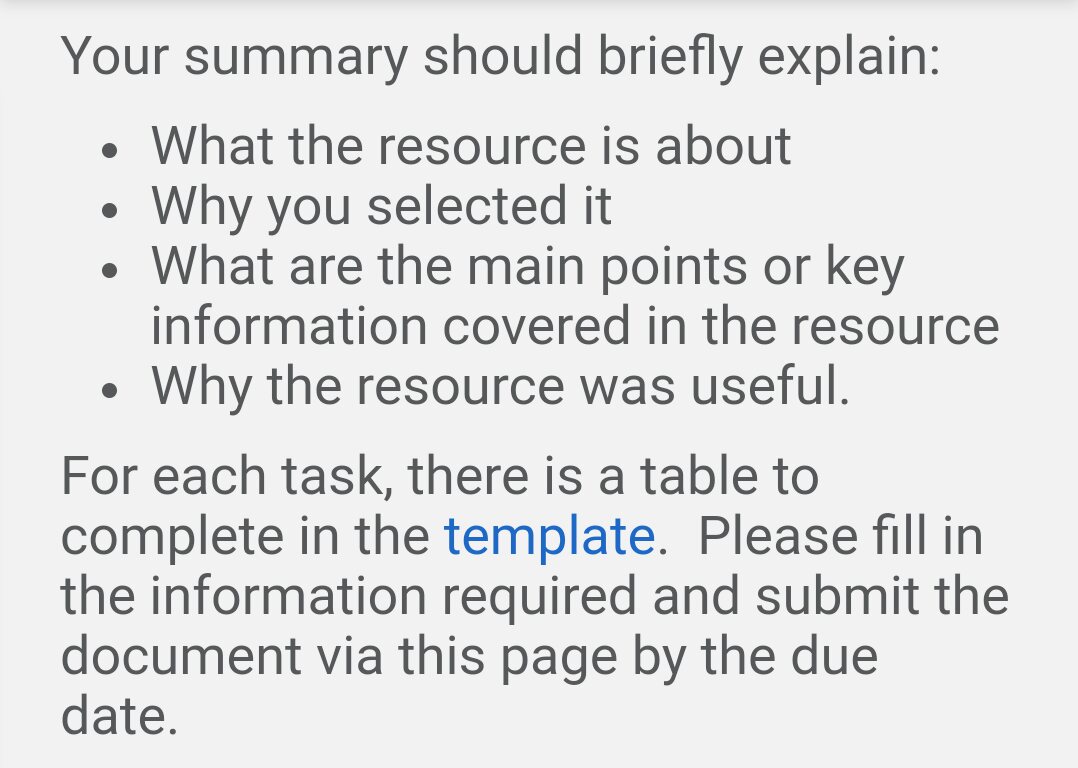 Your summary should briefly explain:
• What the resource is about
• Why you selected it
• What are the main points or key
information covered in the resource
• Why the resource was useful.
For each task, there is a table to
complete in the template.  Please fill in
the information required and submit the
document via this page by the due
date.